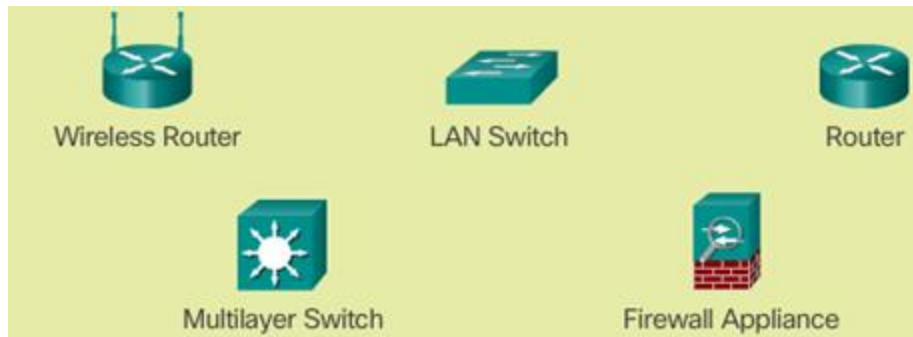 Wireless Router
LAN Switch
Router
Multilayer Switch
Firewall Appliance